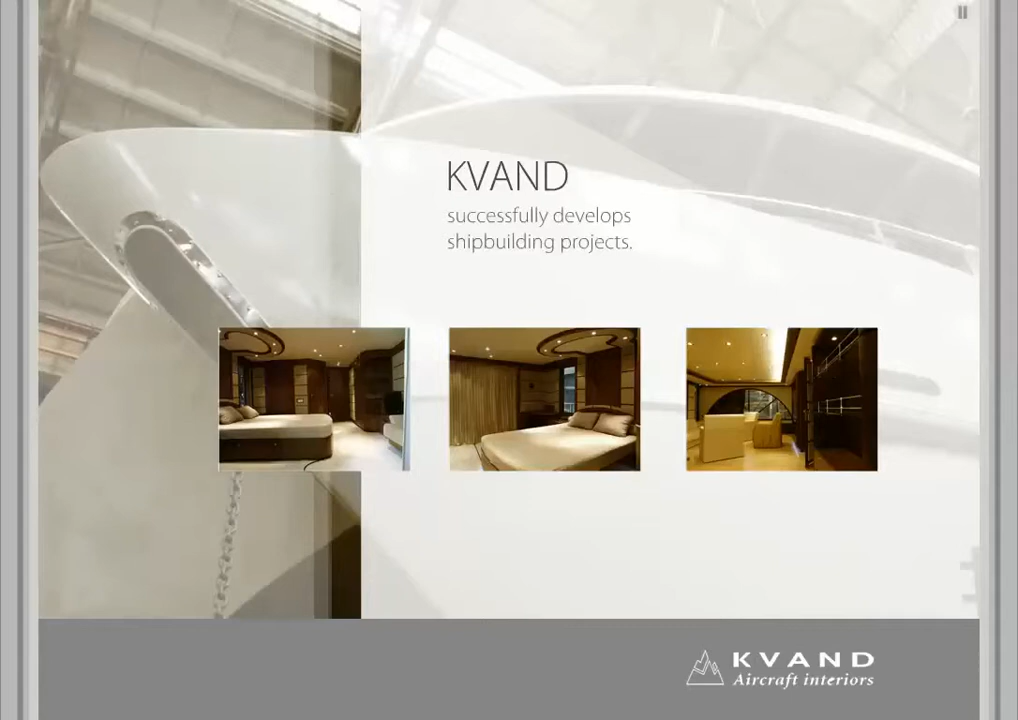 KVAND
successfully develops
shipbuilding projects.
KVAND
Aircraft interiors